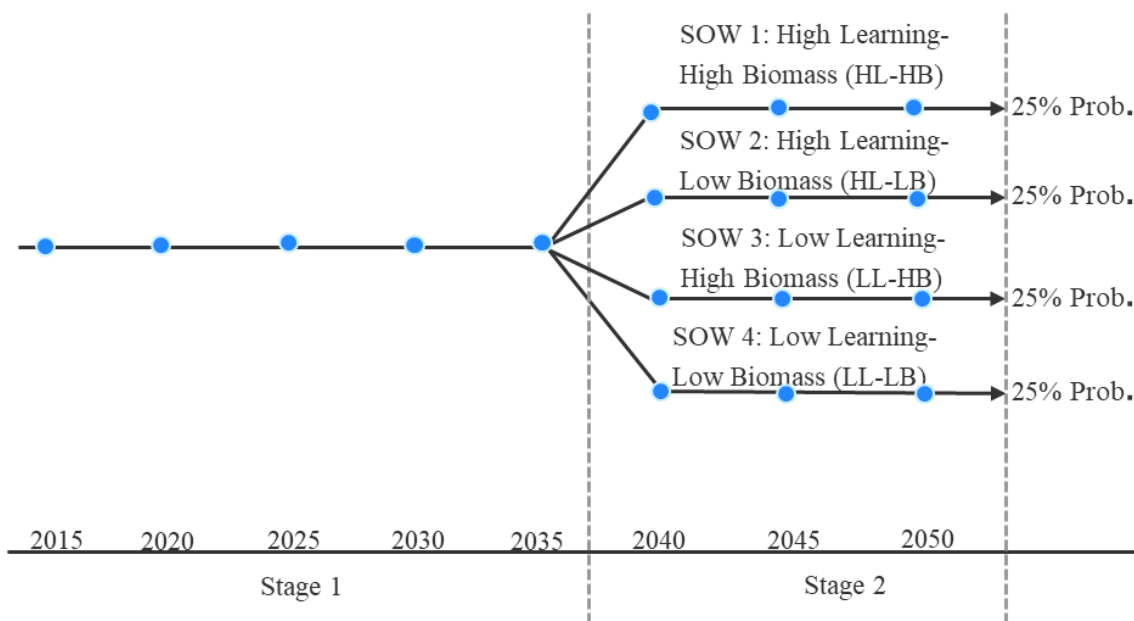 SOW 1: High Learning-
High Biomass (HL-HB)
25% Prob.
SOW 2: High Learning-
Low Biomass (HL-LB)
25% Prob.
SOW 3: Low Learning-
High Biomass (LL-HB)
25% Prob.
SOW 4: Low Learning-
Low Biomass (LL-LB)
25% Prob.
2015 2020 2025 2030 2035 2040 2045 2050
Stage 1 Stage 2